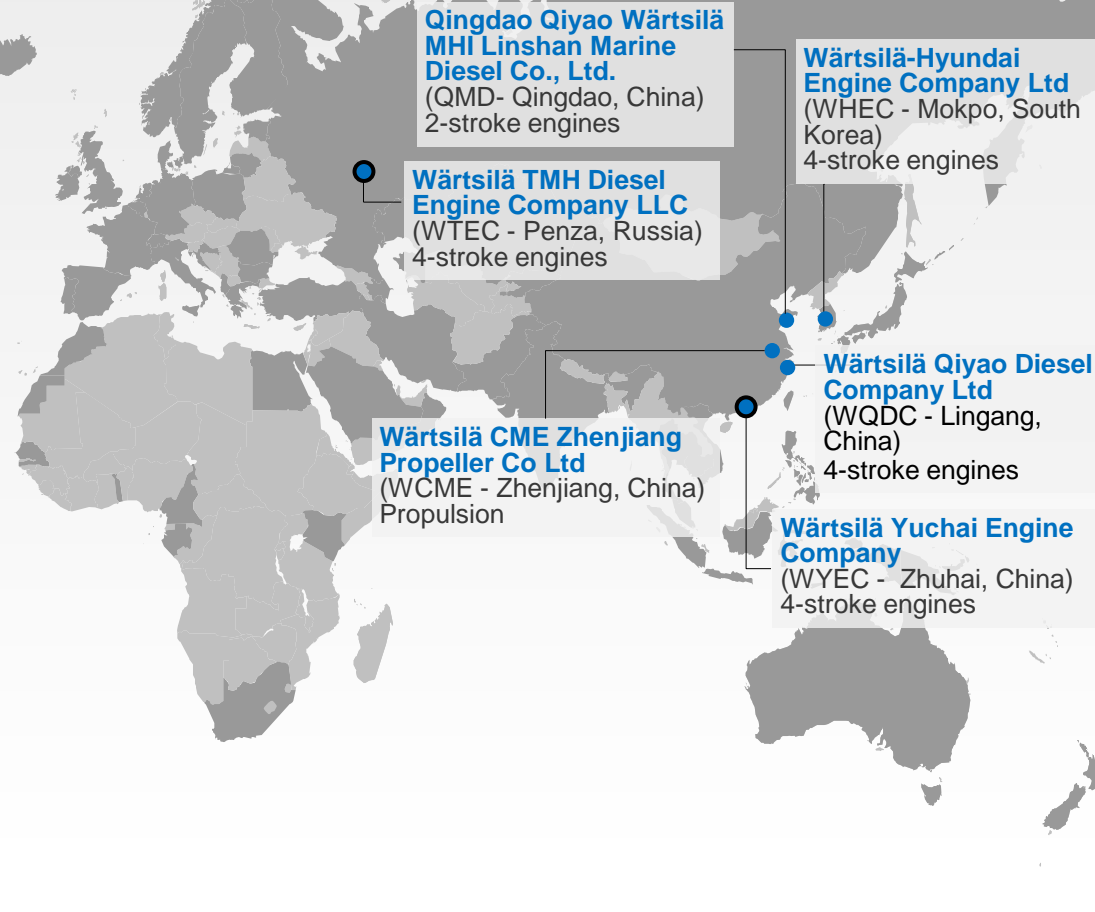 Qingdao Qiyao Wärtsilä
MHI Linshan Marine
Diesel Co., Ltd.
(QMD- Qingdao, China)
2-stroke engines
Wärtsilä-Hyundai
Engine Company Ltd
(WHEC - Mokpo, South
Korea)
4-stroke engines
Wärtsilä TMH Diesel
Engine Company LLC
(WTEC - Penza, Russia)
4-stroke engines
Wärtsilä Qiyao Diesel
Company Ltd
(WQDC - Lingang,
China)
4-stroke engines
Wärtsilä CME Zhenjiang
Propeller Co Ltd
(WCME - Zhenjiang, China)
Propulsion
Wärtsilä Yuchai Engine
Company
(WYEC -  Zhuhai, China)
4-stroke engines